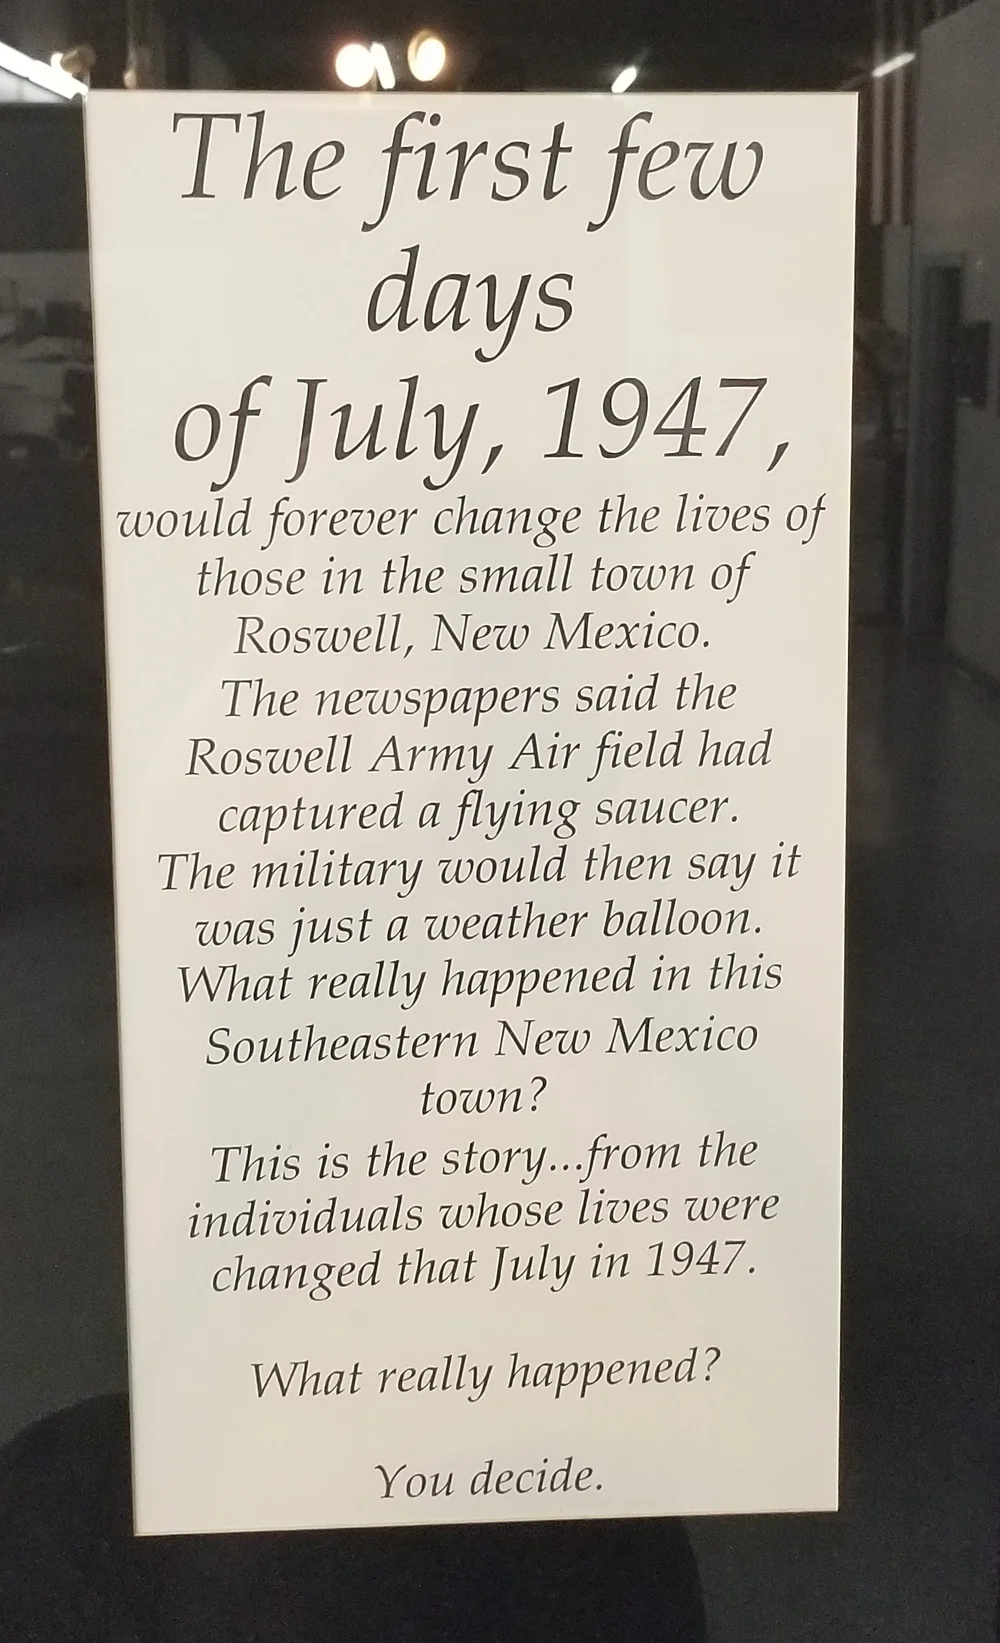 The first few
days
of July, 1947,
would forever change the lives of
those in the small town of
Roswell, New Mexico.
The newspapers said the
Roswell Army Air field had
captured a flying saucer.
The military would then say it
was just a weather balloon.
What really happened in this
Southeastern New Mexico
town?
This is the story...from the
individuals whose lives were
changed that July in 1947.
What really happened?
You decide.